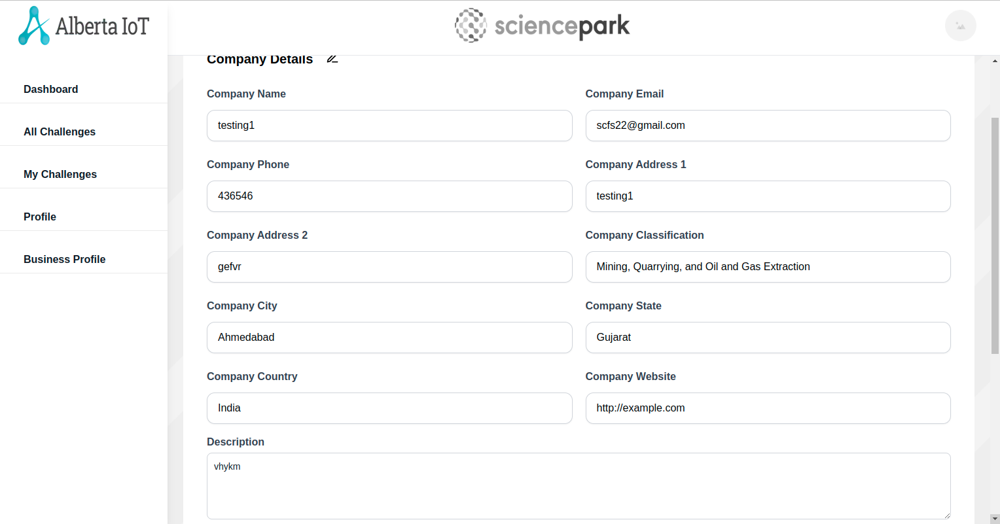 Alberta IoT
sciencepark
Dashboard
All Challenges
My Challenges
Profile
Business Profile
Company Details
Company Name
Company Email
testing1
scfs22@gmail.com
Company Phone
Company Address 1
436546
testing1
Company Address 2
Company Classification
gefvr
Mining, Quarrying, and Oil and Gas Extraction
Company City
Company State
Ahmedabad
Gujarat
Company Country
Company Website
India
http://example.com
Description
vhykm